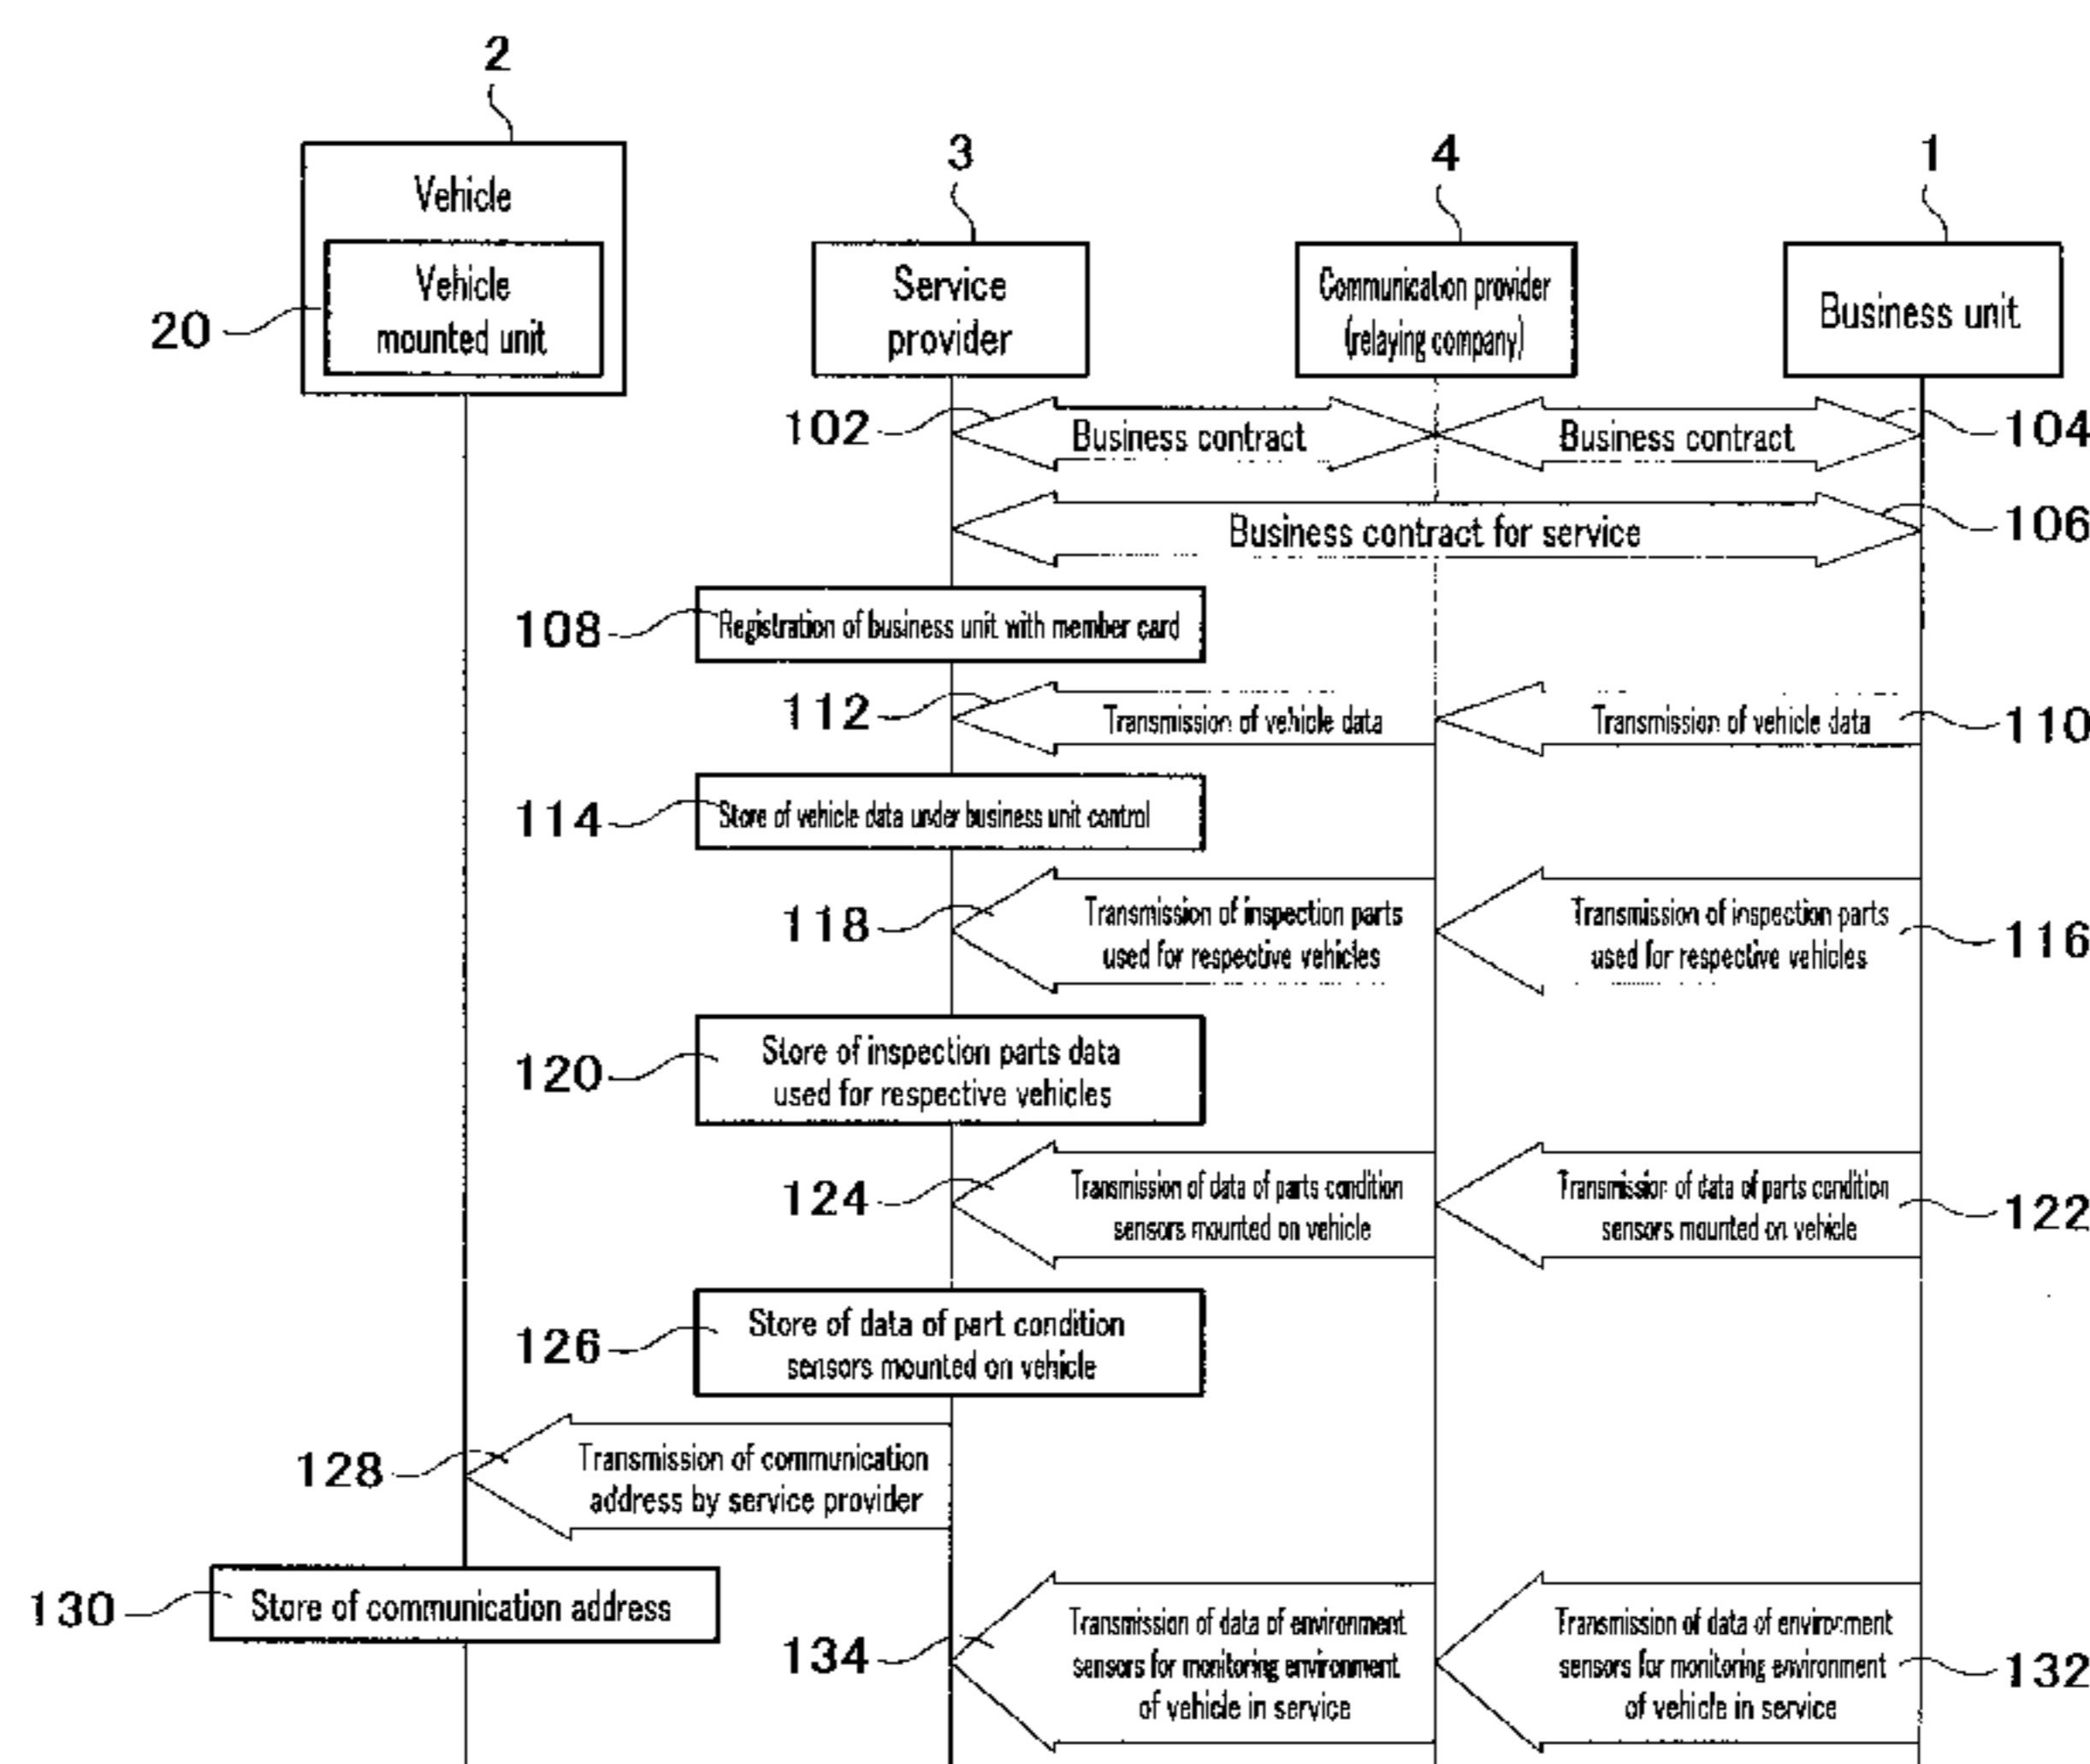 2
3
4
1
Vehicle
Vehicle
mounted unit
20
Service
provider
Communication provider
(relaying company)
Business unit
102
Business contract
Business contract
104
Business contract for service
106
108
Registration of business unit with member card
112
Transmission of vehicle data
Transmission of vehicle data
110
114
Store of vehicle data under business unit control
118
Transmission of inspection parts
used for respective vehicles
Transmission of inspection parts
used for respective vehicles
116
120
Store of inspection parts data
used for respective vehicles
124
Transmission of data of parts condition
sensors mounted on vehicle
Transmission of data of parts condition
sensors mounted on vehicle
122
126
Store of data of part condition
sensors mounted on vehicle
128
Transmission of communication
address by service provider
130
Store of communication address
134
Transmission of data of environment
sensors for monitoring environment
of vehicle in service
Transmission of data of environment
sensors for monitoring environment
of vehicle in service
132